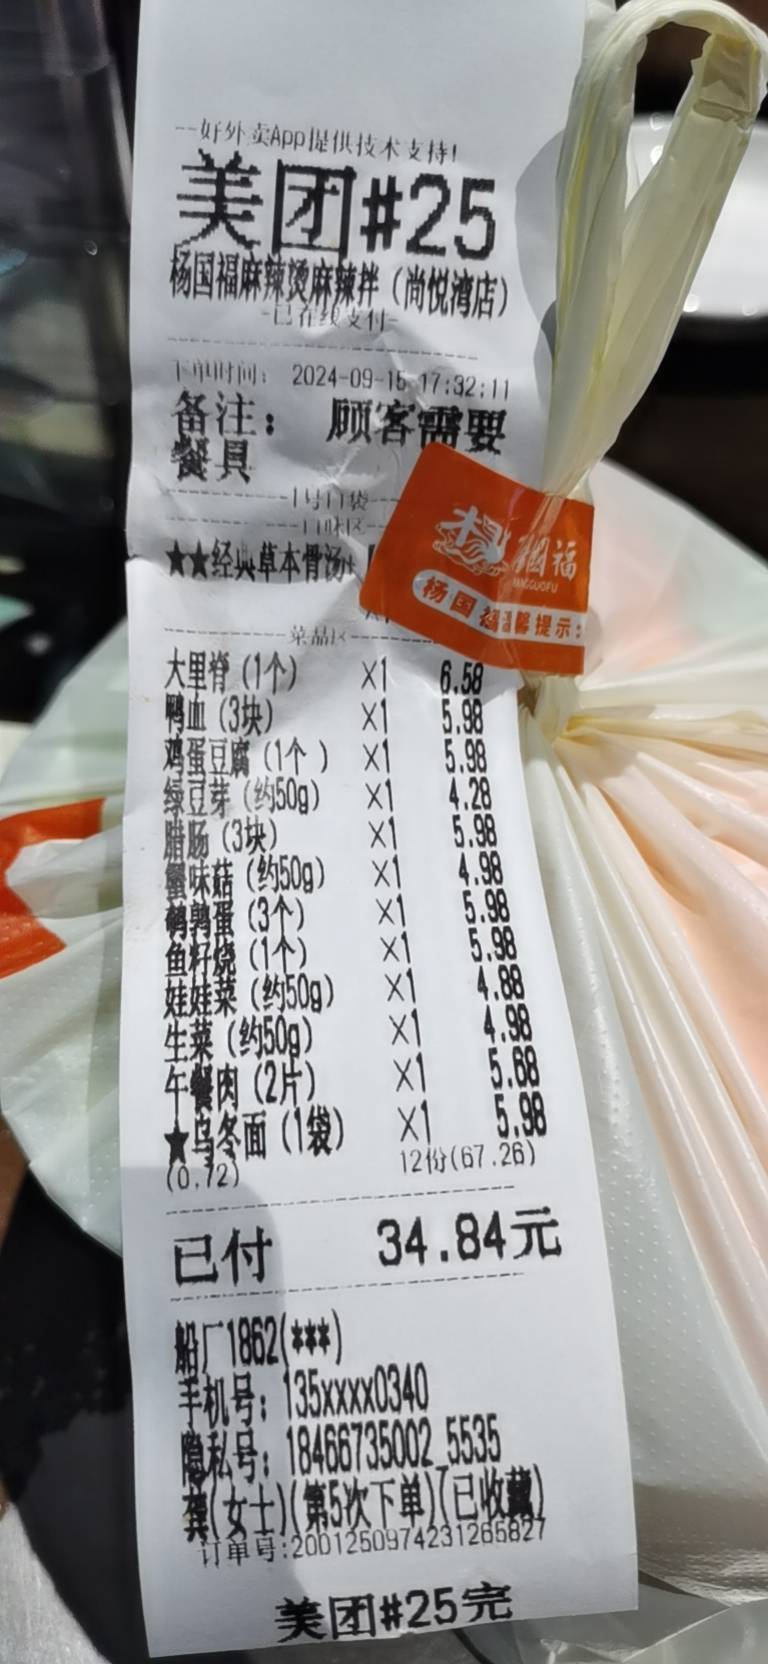 --好外卖App提供技术支持!
美团#25
杨国福麻辣烫麻辣拌（尚悦湾店）
-已在线支付-
下单时间： 2024-09-15 17:32:11
备注： 顾客需要
餐具
1号口袋
口味区
★★经典草本骨汤
杨国福
YANGGUOFU
杨国福温馨提示：
菜品区
大里脊（1个） X1 6.58
鸭血（3块） X1 5.98
鸡蛋豆腐（1个 ） X1 5.98
绿豆芽（约50g） X1 4.28
腊肠（3块） X1 5.98
蟹味菇（约50g） X1 4.98
鹌鹑蛋（3个） X1 5.98
鱼籽烧（1个） X1 5.98
娃娃菜（约50g） X1 4.88
生菜（约50g） X1 4.98
午餐肉（2片） X1 5.68
★乌冬面（1袋） X1 5.98
(0.72) 12份(67.26)
已付 34.84元
船厂1862(***)
手机号：135xxxx0340
隐私号：18466735002_5535
龚(女士)(第5次下单)(已收藏)
订单号:2001250974231285827
美团#25完